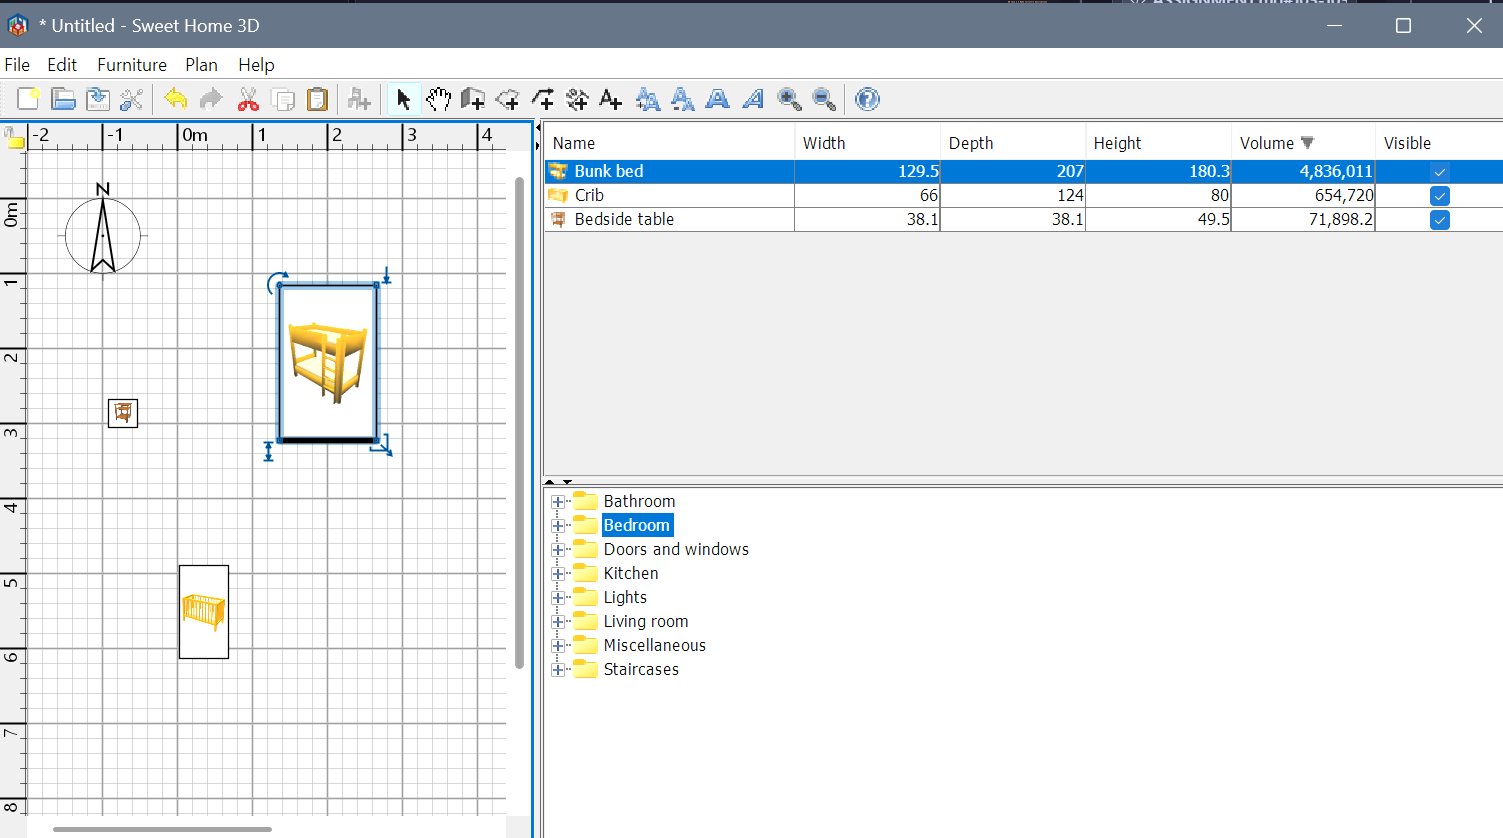 * Untitled - Sweet Home 3D
File Edit Furniture Plan Help
-2 -1 0m 1 2 3 4
0m
1
2
3
4
5
6
7
8
N
Name Width Depth Height Volume Visible
Bunk bed 129.5 207 180.3 4,836,011
Crib 66 124 80 654,720
Bedside table 38.1 38.1 49.5 71,898.2
Bathroom
Bedroom
Doors and windows
Kitchen
Lights
Living room
Miscellaneous
Staircases